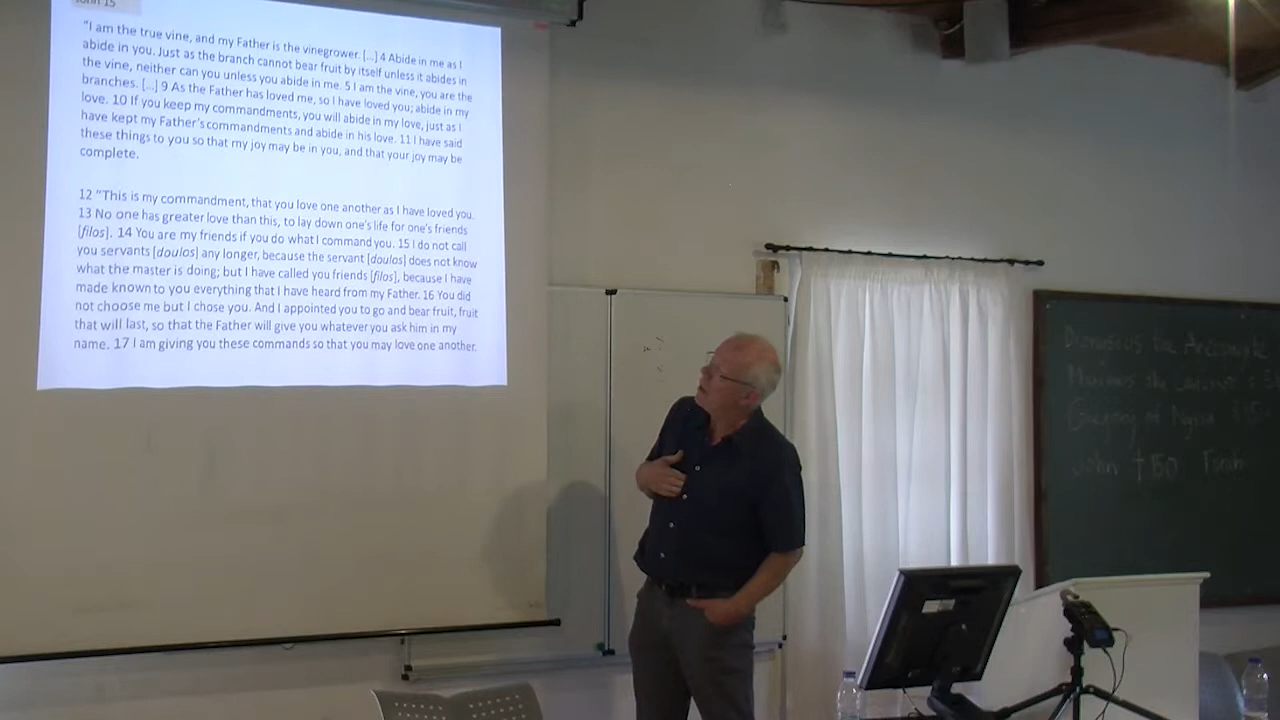 John 15
"I am the true vine, and my Father is the vinegrower. [...] 4 Abide in me as I
abide in you. Just as the branch cannot bear fruit by itself unless it abides in
the vine, neither can you unless you abide in me. 5 I am the vine, you are the
branches. [...] 9 As the Father has loved me, so I have loved you; abide in my
love. 10 If you keep my commandments, you will abide in my love, just as I
have kept my Father's commandments and abide in his love. 11 I have said
these things to you so that my joy may be in you, and that your joy may be
complete.
12 "This is my commandment, that you love one another as I have loved you.
13 No one has greater love than this, to lay down one's life for one's friends
[filos]. 14 You are my friends if you do what I command you. 15 I do not call
you servants [doulos] any longer, because the servant [doulos] does not know
what the master is doing; but I have called you friends [filos], because I have
made known to you everything that I have heard from my Father. 16 You did
not choose me but I chose you. And I appointed you to go and bear fruit, fruit
that will last, so that the Father will give you whatever you ask him in my
name. 17 I am giving you these commands so that you may love one another.
Dionysius the Areopagite
Maximus the
Gregory of Nyssa
John †150